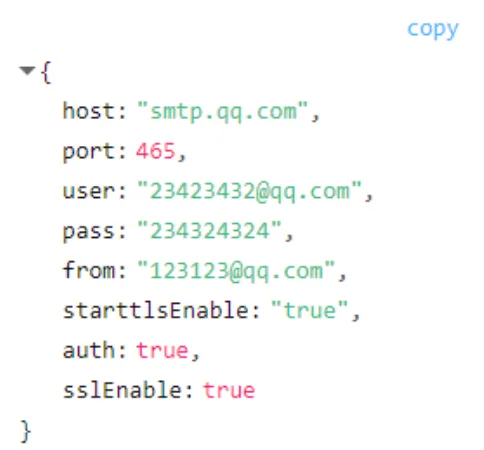 copy
{
host: "smtp.qq.com",
port: 465,
user: "23423432@qq.com",
pass: "234324324",
from: "123123@qq.com",
starttlsEnable: "true",
auth: true,
sslEnable: true
}